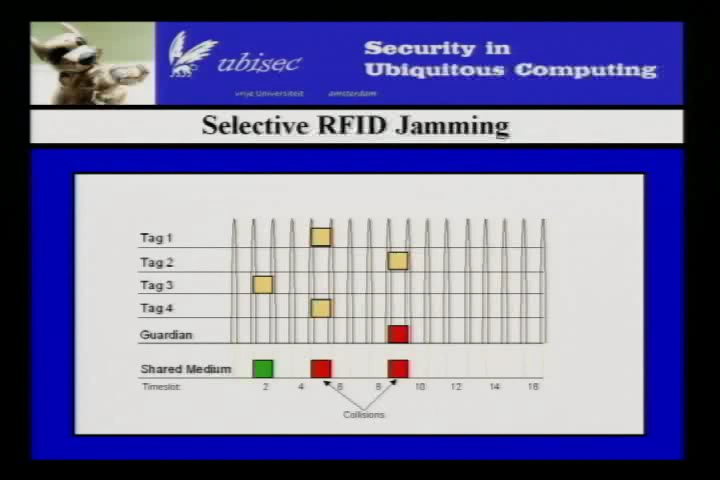 ubisec
Security in
Ubiquitous Computing
vrije Universiteit amsterdam
Selective RFID Jamming
Tag 1
Tag 2
Tag 3
Tag 4
Guardian
Shared Medium
Timeslot: 2 4 6 8 10 12 14 16
Collisions